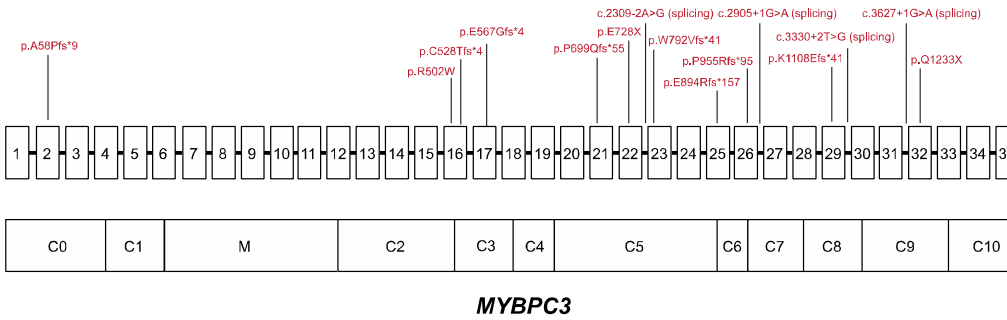 c.2309-2A>G (splicing) c.2905+1G>A (splicing) c.3627+1G>A (splicing)
p.E567Gfs*4 p.E728X c.3330+2T>G (splicing)
p.A58Pfs*9 p.C528Tfs*4 p.P699Qfs*55 p.W792Vfs*41
p.R502W p.P955Rfs*95 p.K1108Efs*41 p.Q1233X
p.E894Rfs*157
1 2 3 4 5 6 7 8 9 10 11 12 13 14 15 16 17 18 19 20 21 22 23 24 25 26 27 28 29 30 31 32 33 34
C0 C1 M C2 C3 C4 C5 C6 C7 C8 C9 C10
MYBPC3